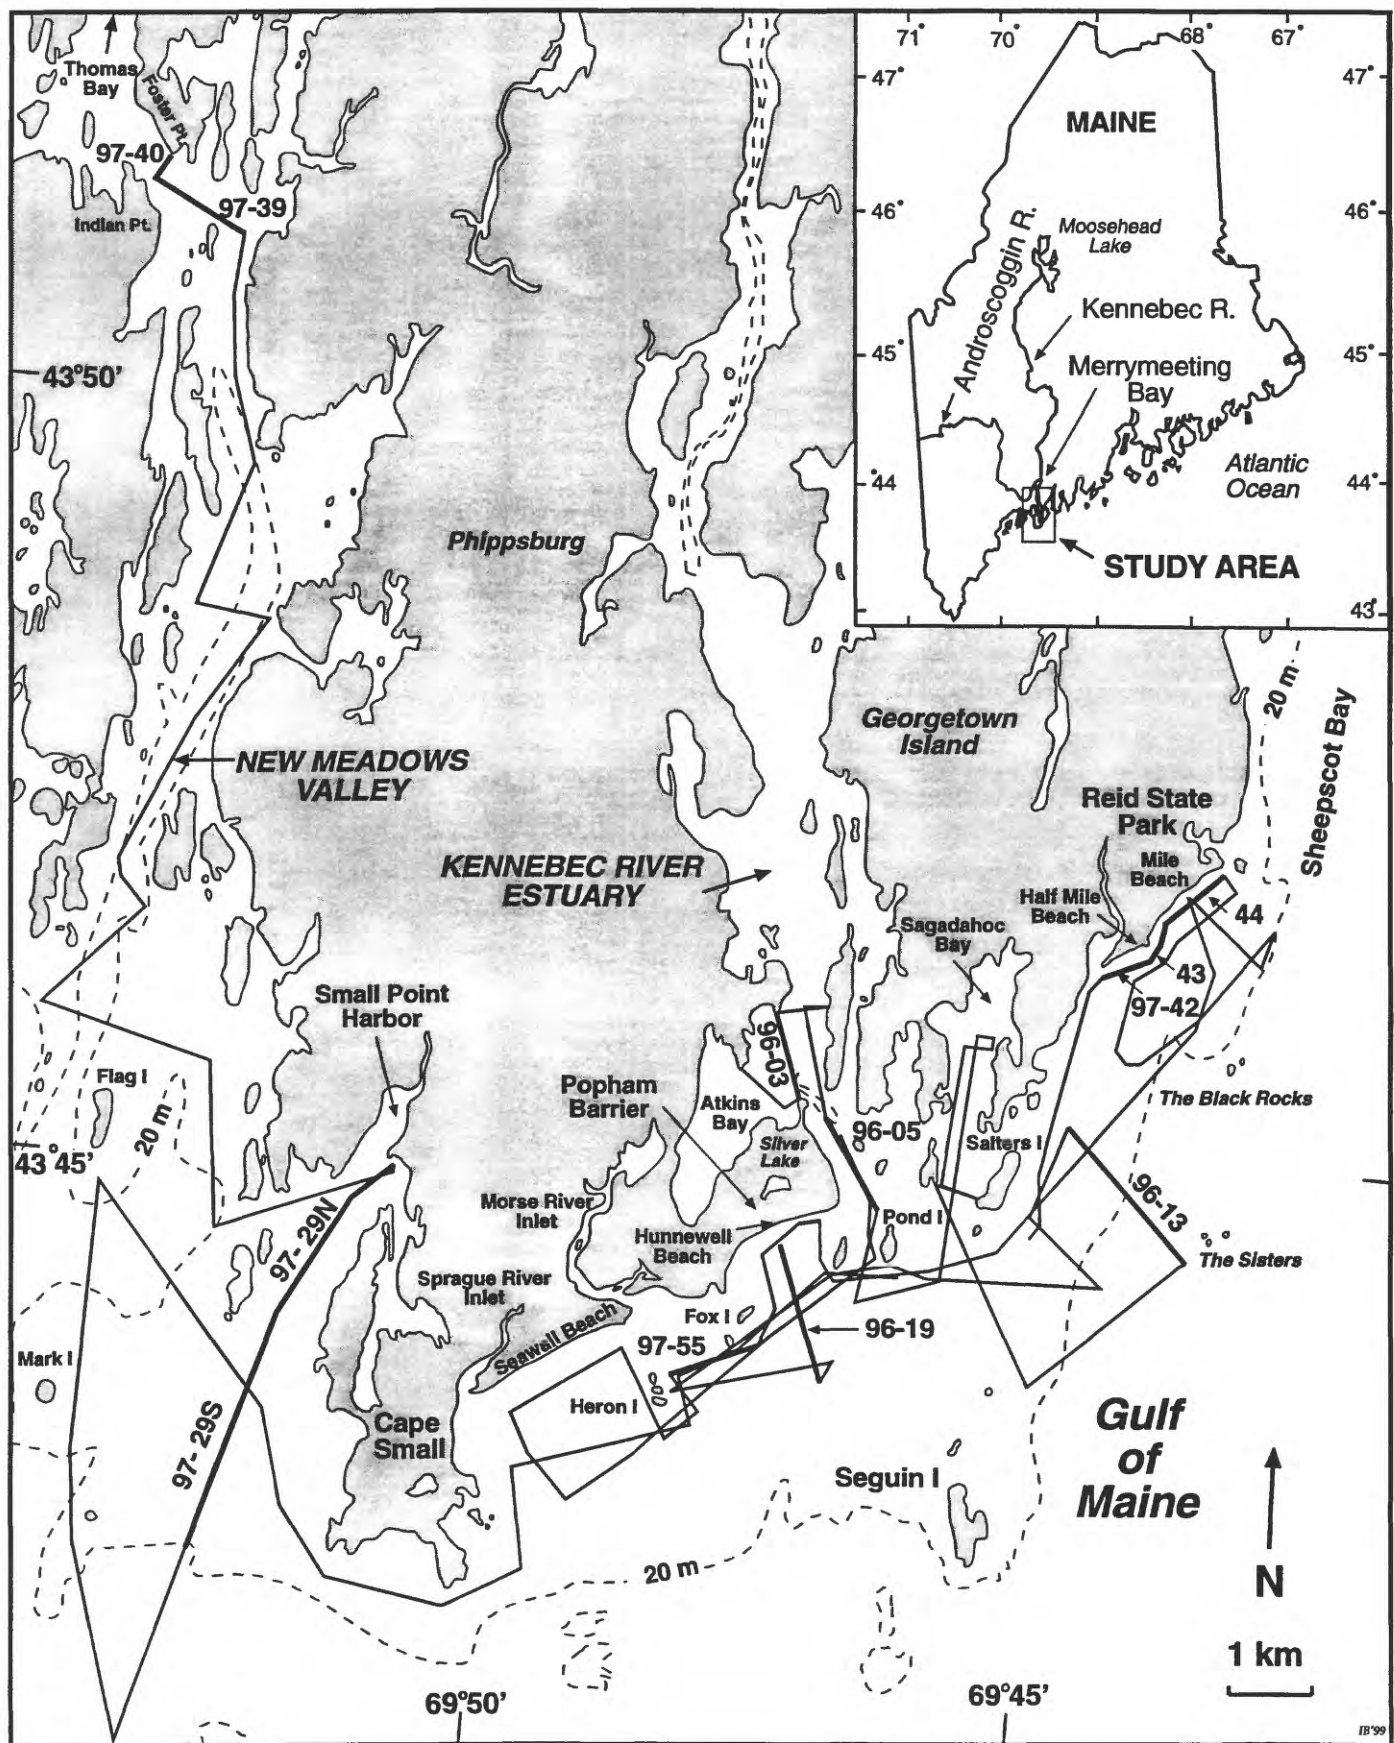 Thomas
Bay
Foster Pt.
97-40
97-39
Indian Pt.
43°50'
71°
70°
68°
67°
47°
47°
MAINE
46°
46°
Androscoggin R.
Moosehead
Lake
Kennebec R.
45°
45°
Merrymeeting
Bay
Atlantic
Ocean
44°
44°
STUDY AREA
43°
Phippsburg
NEW MEADOWS
VALLEY
KENNEBEC RIVER
ESTUARY
Georgetown
Island
20 m
Sheepscot Bay
Reid State
Park
Mile
Beach
Half Mile
Beach
44
43
97-42
Sagadahoc
Bay
Small Point
Harbor
96-03
Flag I
20 m
Popham
Barrier
Atkins
Bay
Silver
Lake
96-05
Salters I
The Black Rocks
43°45'
97-29N
Morse River
Inlet
Hunnewell
Beach
Pond I
96-13
The Sisters
Sprague River
Inlet
Seawall Beach
Fox I
97-55
96-19
Mark I
97-29S
Heron I
Cape
Small
Gulf
of
Maine
Seguin I
20 m
N
1 km
69°50'
69°45'
IB'99